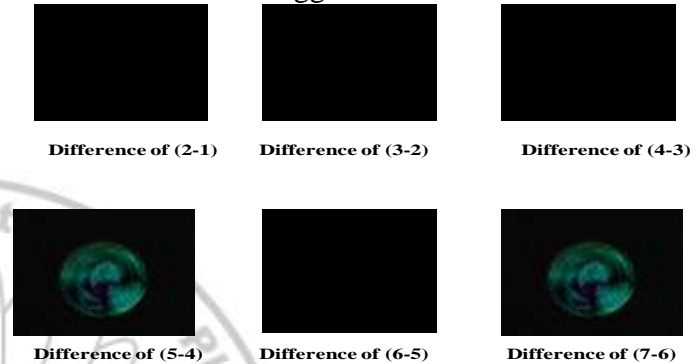 Difference of (2-1) Difference of (3-2) Difference of (4-3)
Difference of (5-4) Difference of (6-5) Difference of (7-6)